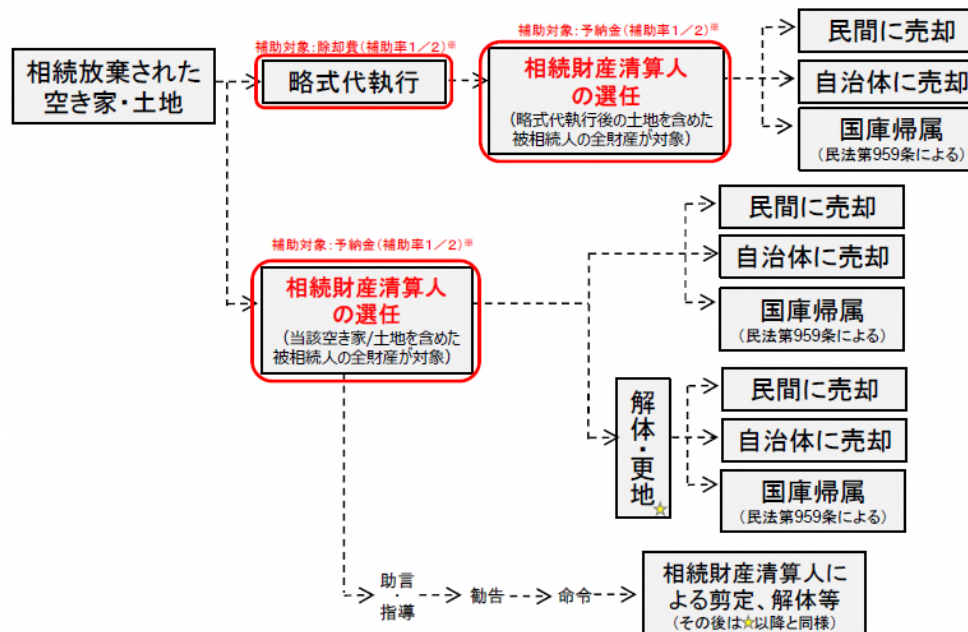 相続放棄された
空き家・土地
補助対象:除却費(補助率1/2)※
略式代執行
補助対象:予納金(補助率1/2)※
相続財産清算人
の選任
(略式代執行後の土地を含めた
被相続人の全財産が対象)
民間に売却
自治体に売却
国庫帰属
(民法第959条による)
補助対象:予納金(補助率1/2)※
相続財産清算人
の選任
(当該空き家/土地を含めた
被相続人の全財産が対象)
民間に売却
自治体に売却
国庫帰属
(民法第959条による)
解体・更地☆
民間に売却
自治体に売却
国庫帰属
(民法第959条による)
助言
・
指導
勧告
命令
相続財産清算人に
よる剪定、解体等
(その後は☆以降と同様)